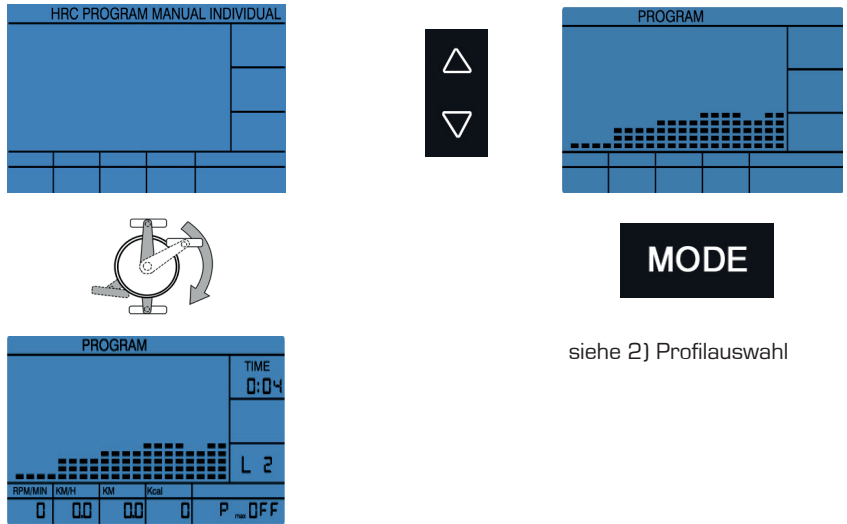 HRC PROGRAM MANUAL INDIVIDUAL
PROGRAM
MODE
siehe 2) Profilauswahl
PROGRAM
TIME
0:04
L 2
RPM/MIN KM/H KM Kcal
0 0.0 0.0 0 P max OFF